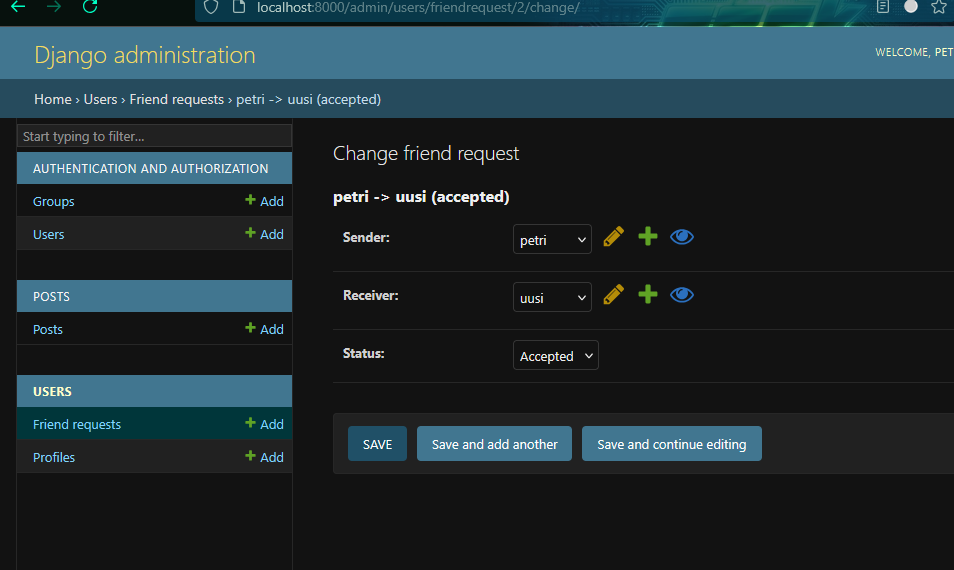 localhost:8000/admin/users/friendrequest/2/change/
Django administration
WELCOME,
Home › Users › Friend requests › petri -> uusi (accepted)
Start typing to filter...
AUTHENTICATION AND AUTHORIZATION
Groups + Add
Users + Add
POSTS
Posts + Add
USERS
Friend requests + Add
Profiles + Add
Change friend request
petri -> uusi (accepted)
Sender: petri
Receiver: uusi
Status: Accepted
SAVE Save and add another Save and continue editing